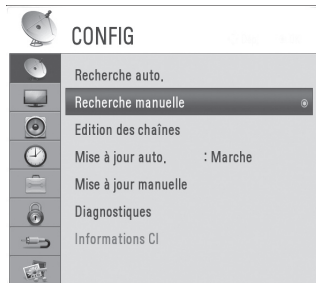 CONFIG
Recherche auto.
Recherche manuelle
Edition des chaînes
Mise à jour auto. : Marche
Mise à jour manuelle
Diagnostiques
Informations CI